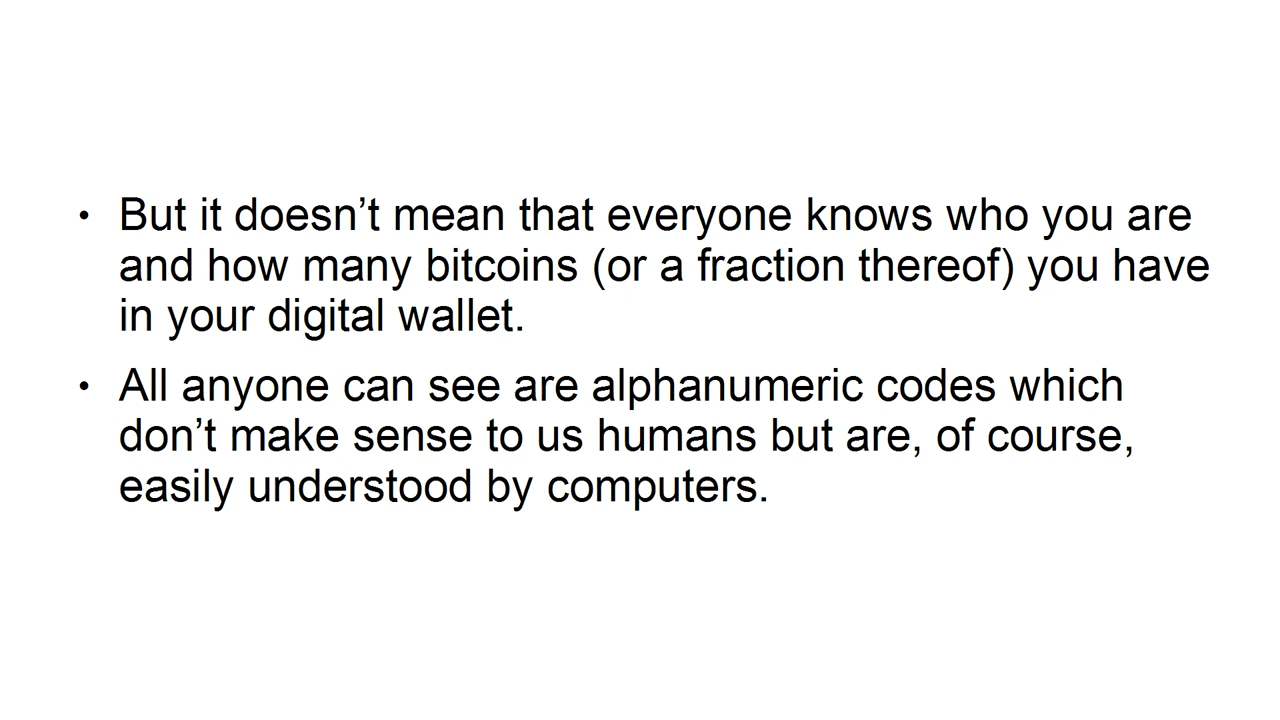 • But it doesn’t mean that everyone knows who you are
and how many bitcoins (or a fraction thereof) you have
in your digital wallet.
• All anyone can see are alphanumeric codes which
don’t make sense to us humans but are, of course,
easily understood by computers.